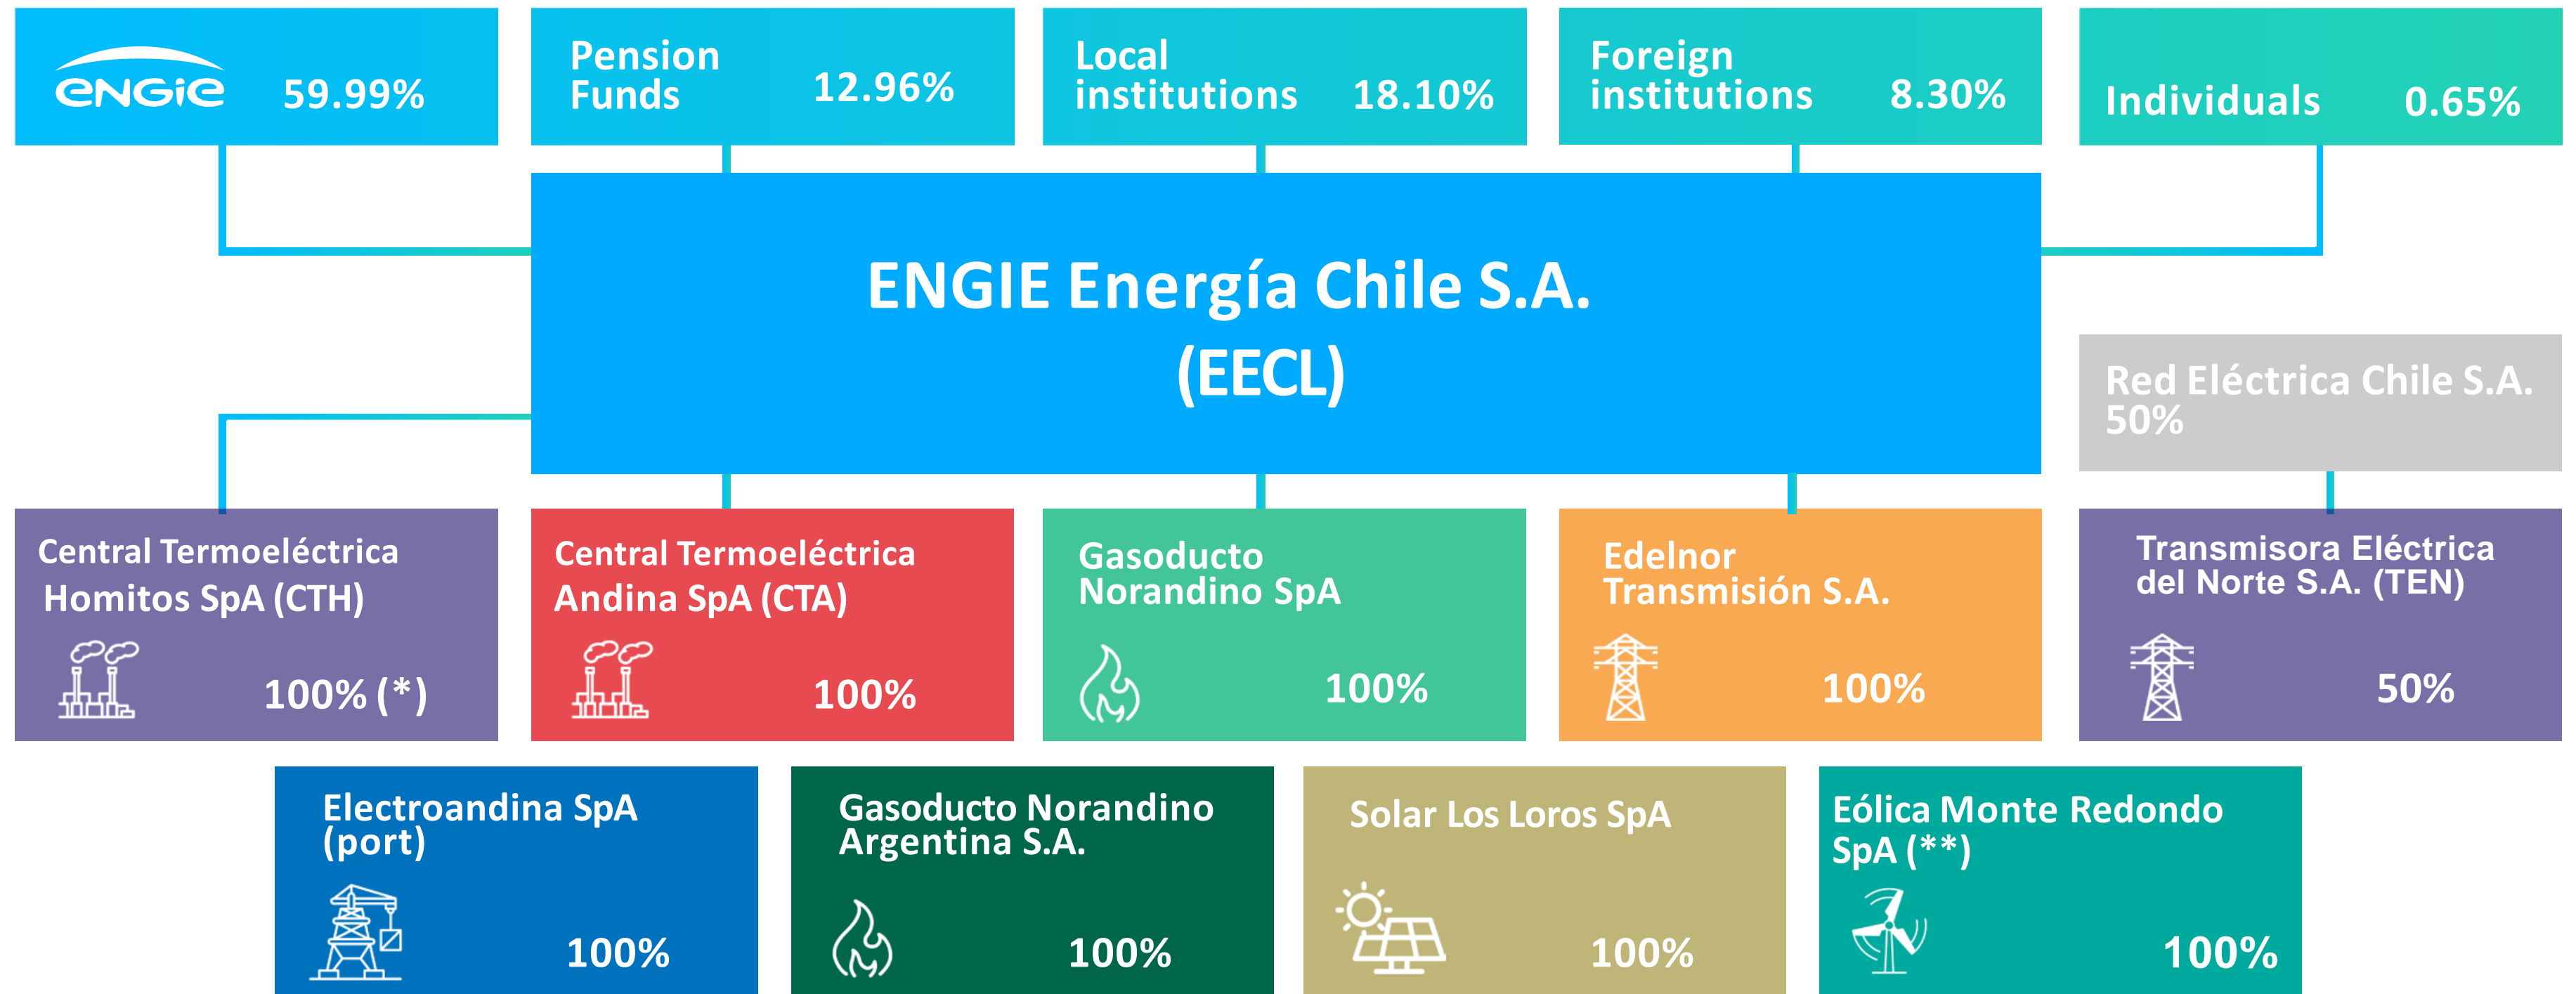 ENGIE 59.99%
Pension
Funds 12.96%
Local
institutions 18.10%
Foreign
institutions 8.30%
Individuals 0.65%
ENGIE Energía Chile S.A.
(EECL)
Red Eléctrica Chile S.A.
50%
Central Termoeléctrica
Homitos SpA (CTH)
100% (*)
Central Termoeléctrica
Andina SpA (CTA)
100%
Gasoducto
Norandino SpA
100%
Edelnor
Transmisión S.A.
100%
Transmisora Eléctrica
del Norte S.A. (TEN)
50%
Electroandina SpA
(port)
100%
Gasoducto Norandino
Argentina S.A.
100%
Solar Los Loros SpA
100%
Eólica Monte Redondo
SpA (**)
100%